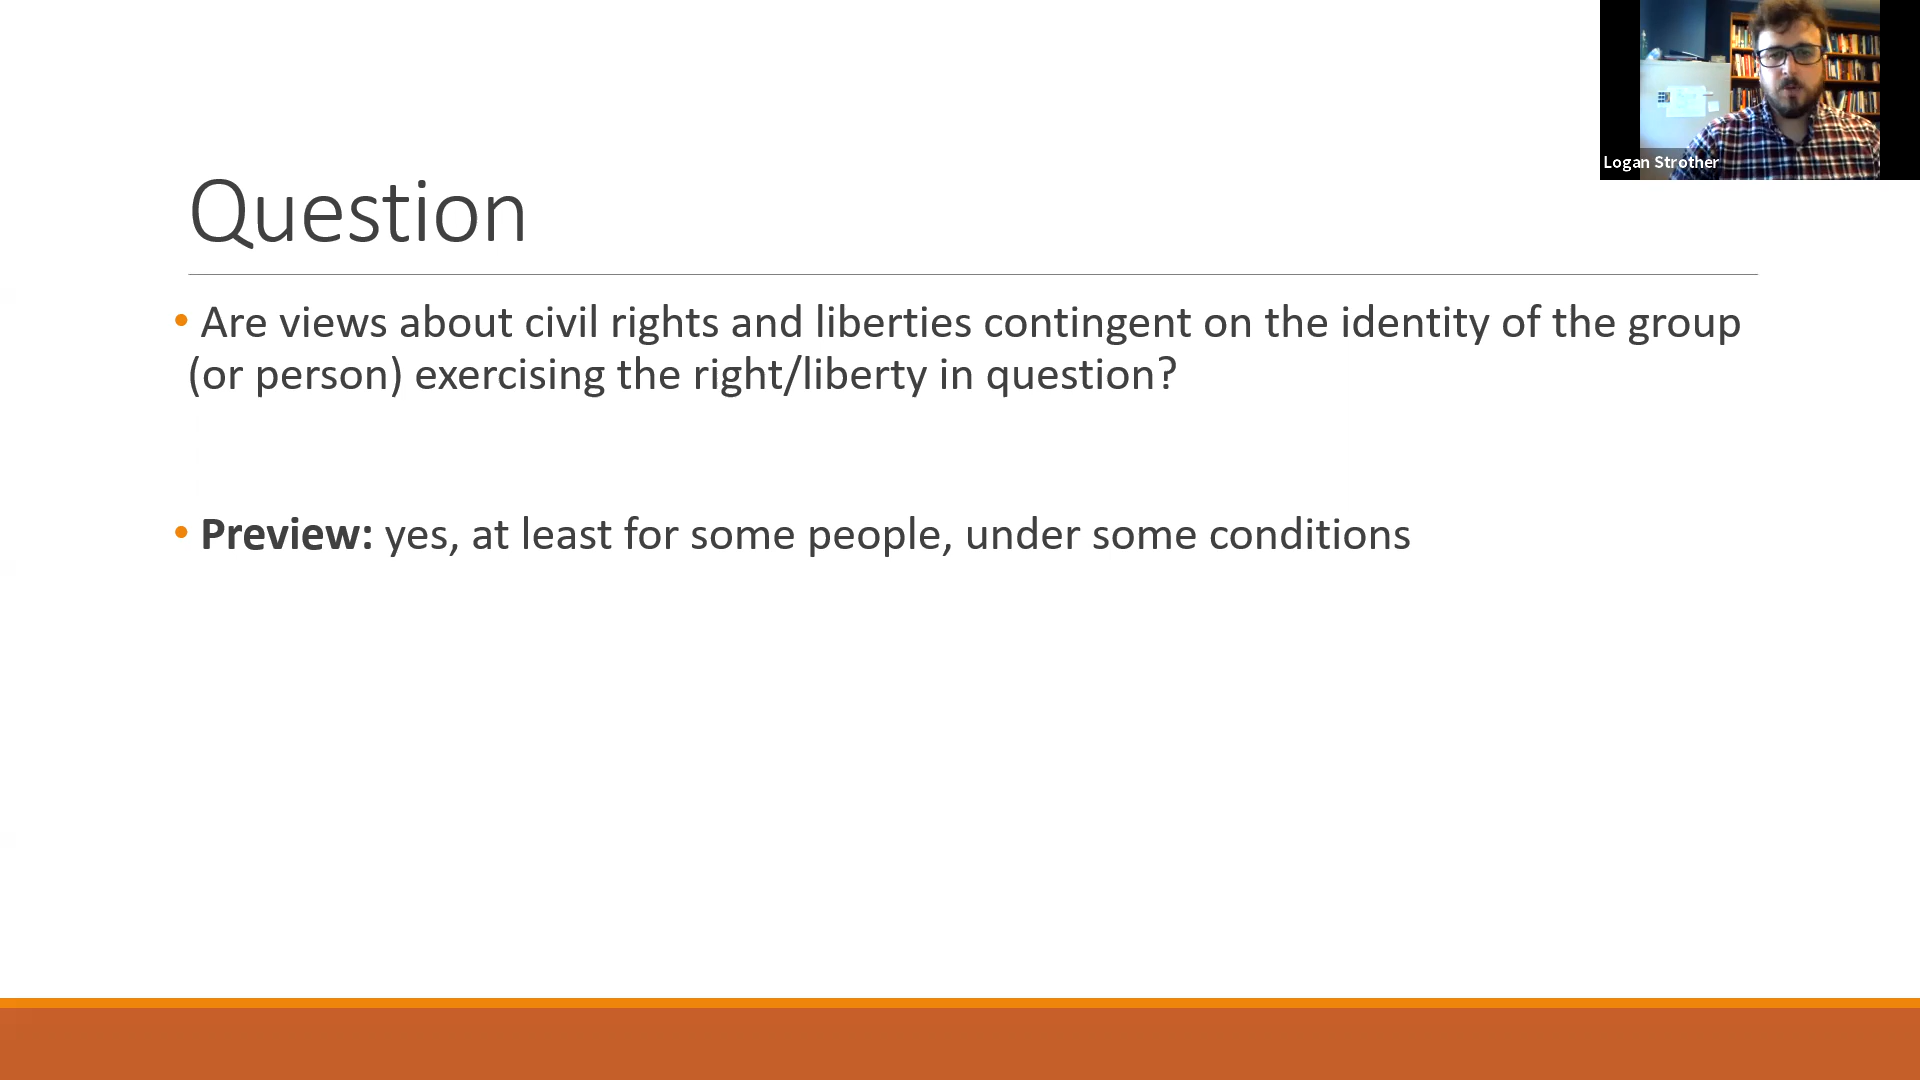 Logan Strother
Question
• Are views about civil rights and liberties contingent on the identity of the group
(or person) exercising the right/liberty in question?
• Preview: yes, at least for some people, under some conditions